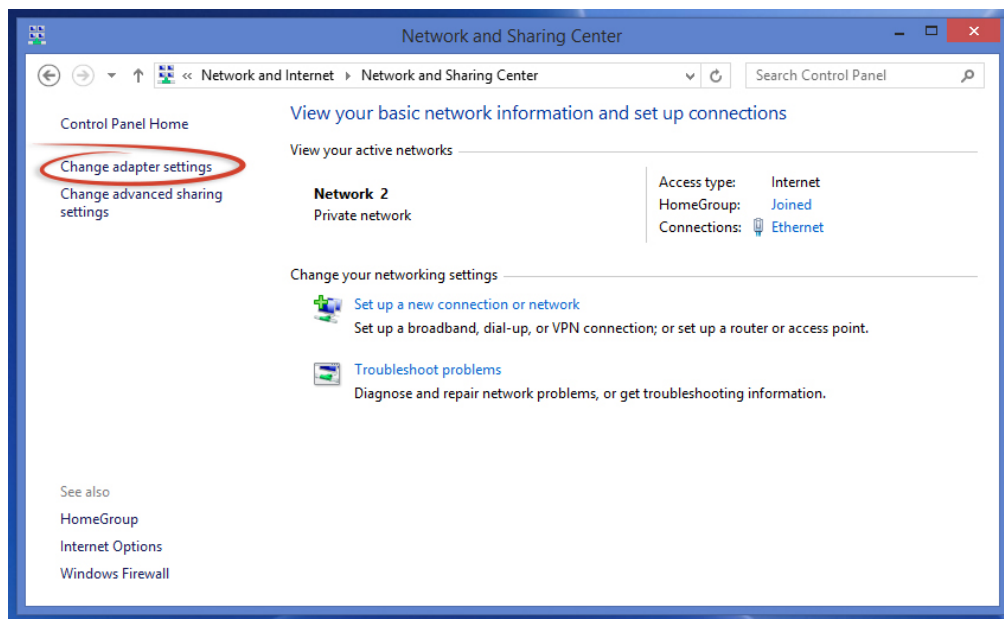 Network and Sharing Center
« Network and Internet Network and Sharing Center
Search Control Panel
Control Panel Home
Change adapter settings
Change advanced sharing
settings
View your basic network information and set up connections
View your active networks
Network 2
Private network
Access type: Internet
HomeGroup: Joined
Connections: Ethernet
Change your networking settings
Set up a new connection or network
Set up a broadband, dial-up, or VPN connection; or set up a router or access point.
Troubleshoot problems
Diagnose and repair network problems, or get troubleshooting information.
See also
HomeGroup
Internet Options
Windows Firewall